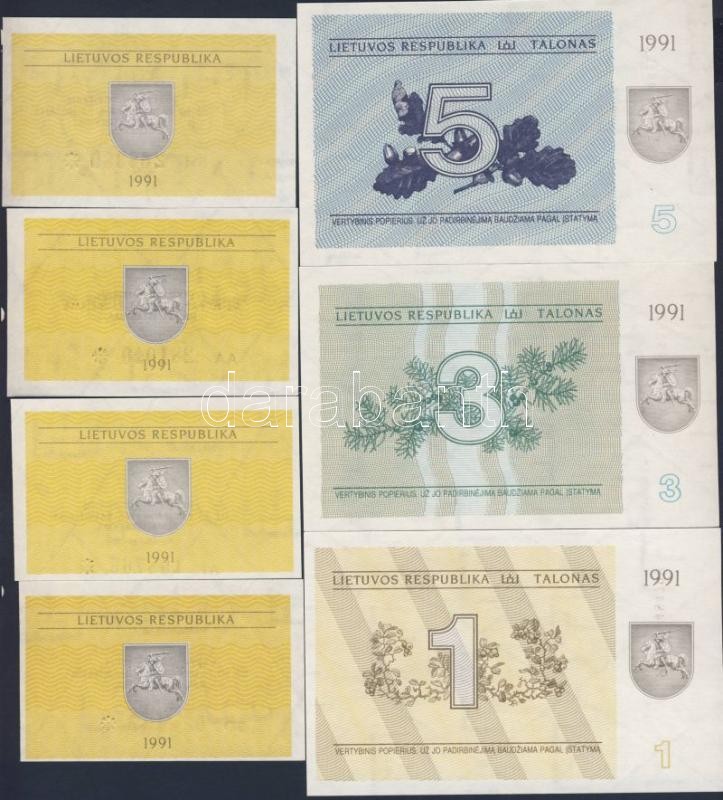 LIETUVOS RESPUBLIKA
1991
LIETUVOS RESPUBLIKA
1991
LIETUVOS RESPUBLIKA
1991
LIETUVOS RESPUBLIKA
1991
LIETUVOS RESPUBLIKA TALONAS
1991
5
VERTYBINIS POPIERIUS. UŽ JO PADIRBINĖJIMĄ BAUDŽIAMA PAGAL ĮSTATYMĄ
5
LIETUVOS RESPUBLIKA TALONAS
1991
3
VERTYBINIS POPIERIUS. UŽ JO PADIRBINĖJIMĄ BAUDŽIAMA PAGAL ĮSTATYMĄ
3
LIETUVOS RESPUBLIKA TALONAS
1991
1
VERTYBINIS POPIERIUS. UŽ JO PADIRBINĖJIMĄ BAUDŽIAMA PAGAL ĮSTATYMĄ
1
darabanth